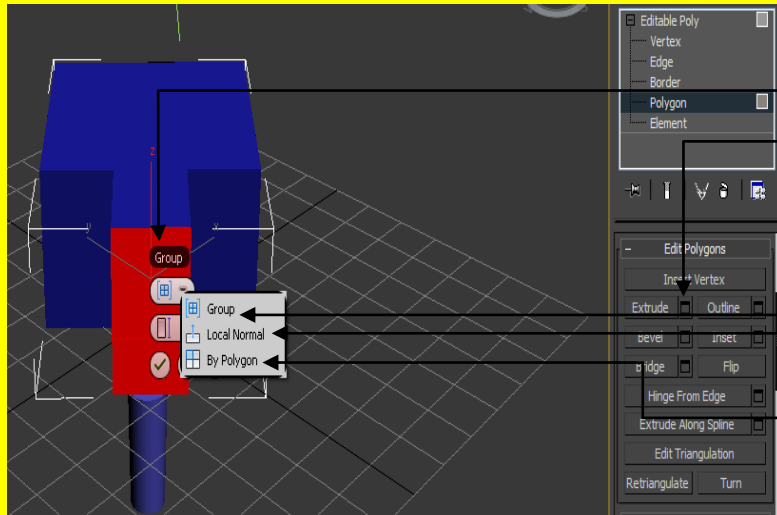 Editable Poly
Vertex
Edge
Border
Polygon
Element
z
y
x
Group
Group
Local Normal
By Polygon
Edit Polygons
Insert Vertex
Extrude Outline
Bevel Inset
Bridge Flip
Hinge From Edge
Extrude Along Spline
Edit Triangulation
Retriangulate Turn